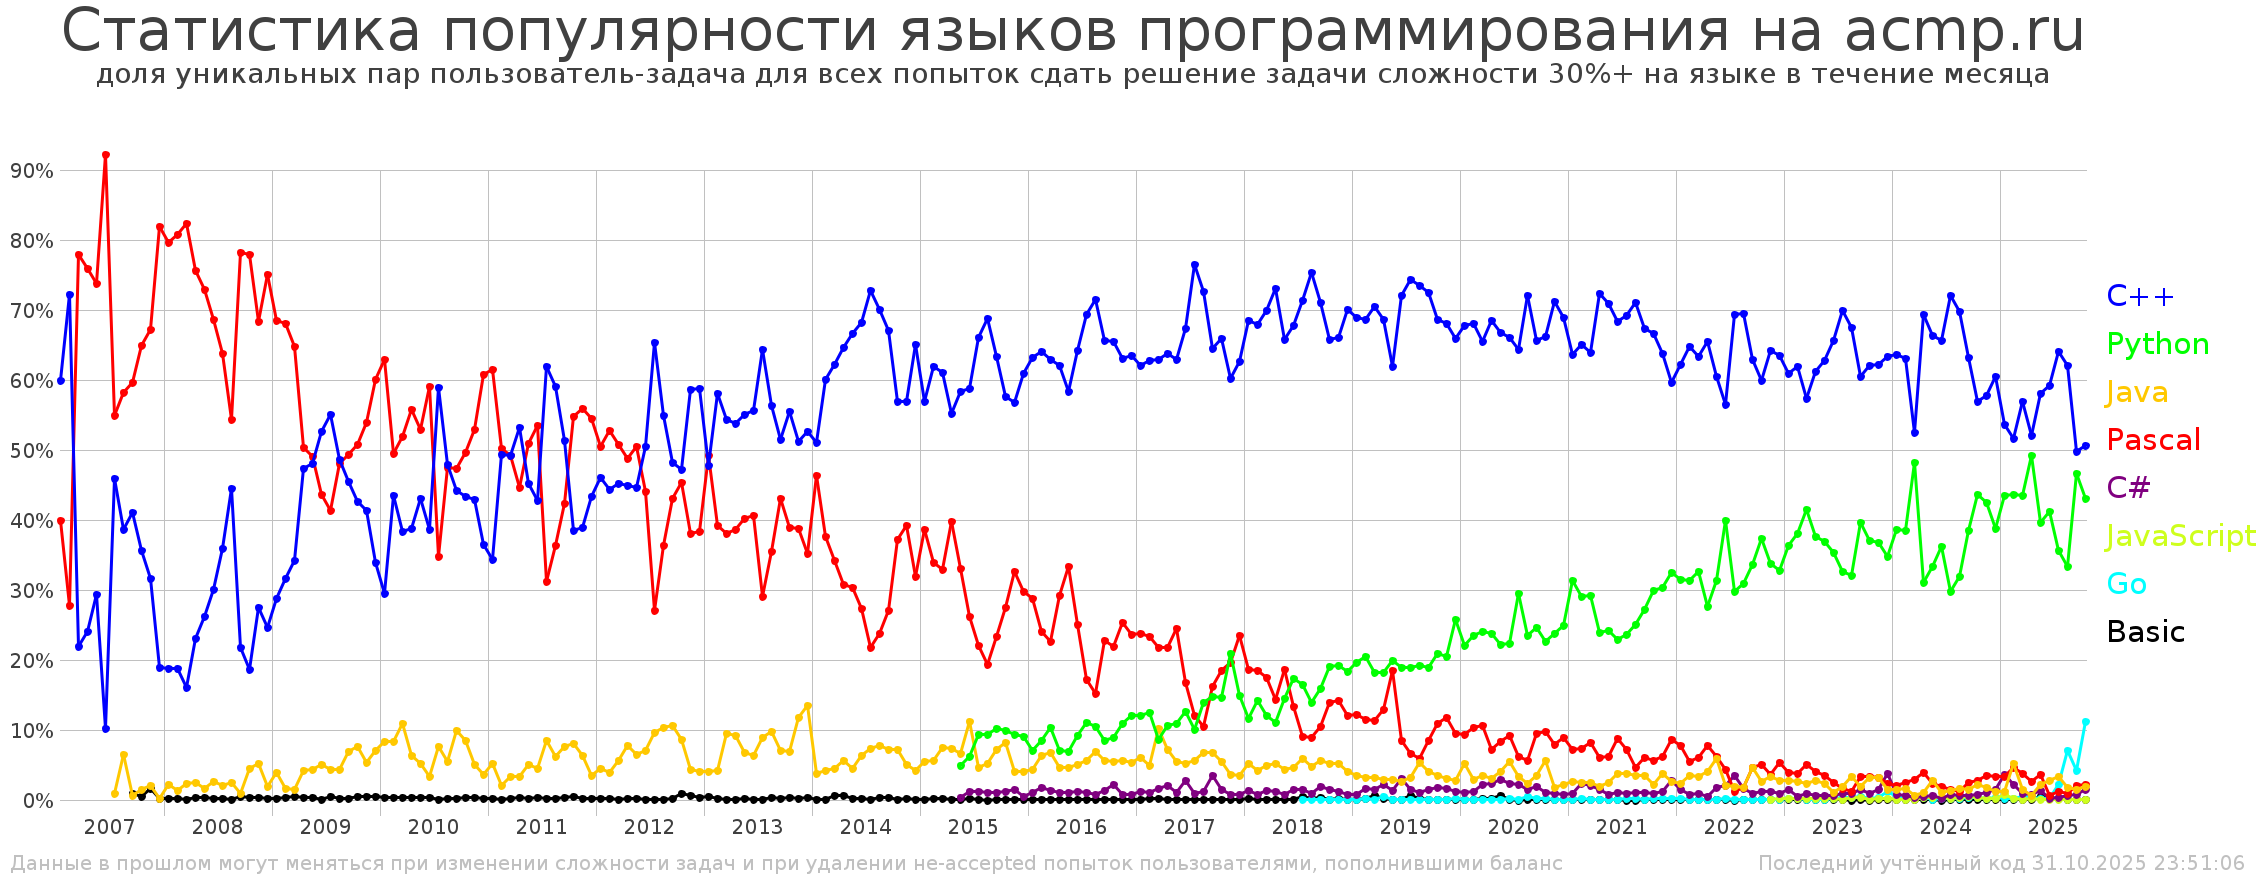 Статистика популярности языков программирования на acmp.ru
доля уникальных пар пользователь-задача для всех попыток сдать решение задачи сложности 30%+ на языке в течение месяца
90%
80%
70%
60%
50%
40%
30%
20%
10%
0%
C++
Python
Java
Pascal
C#
JavaScript
Go
Basic
2007 2008 2009 2010 2011 2012 2013 2014 2015 2016 2017 2018 2019 2020 2021 2022 2023 2024 2025
Данные в прошлом могут меняться при изменении сложности задач и при удалении не-accepted попыток пользователями, пополнившими баланс
Последний учтённый код 31.10.2025 23:51:06